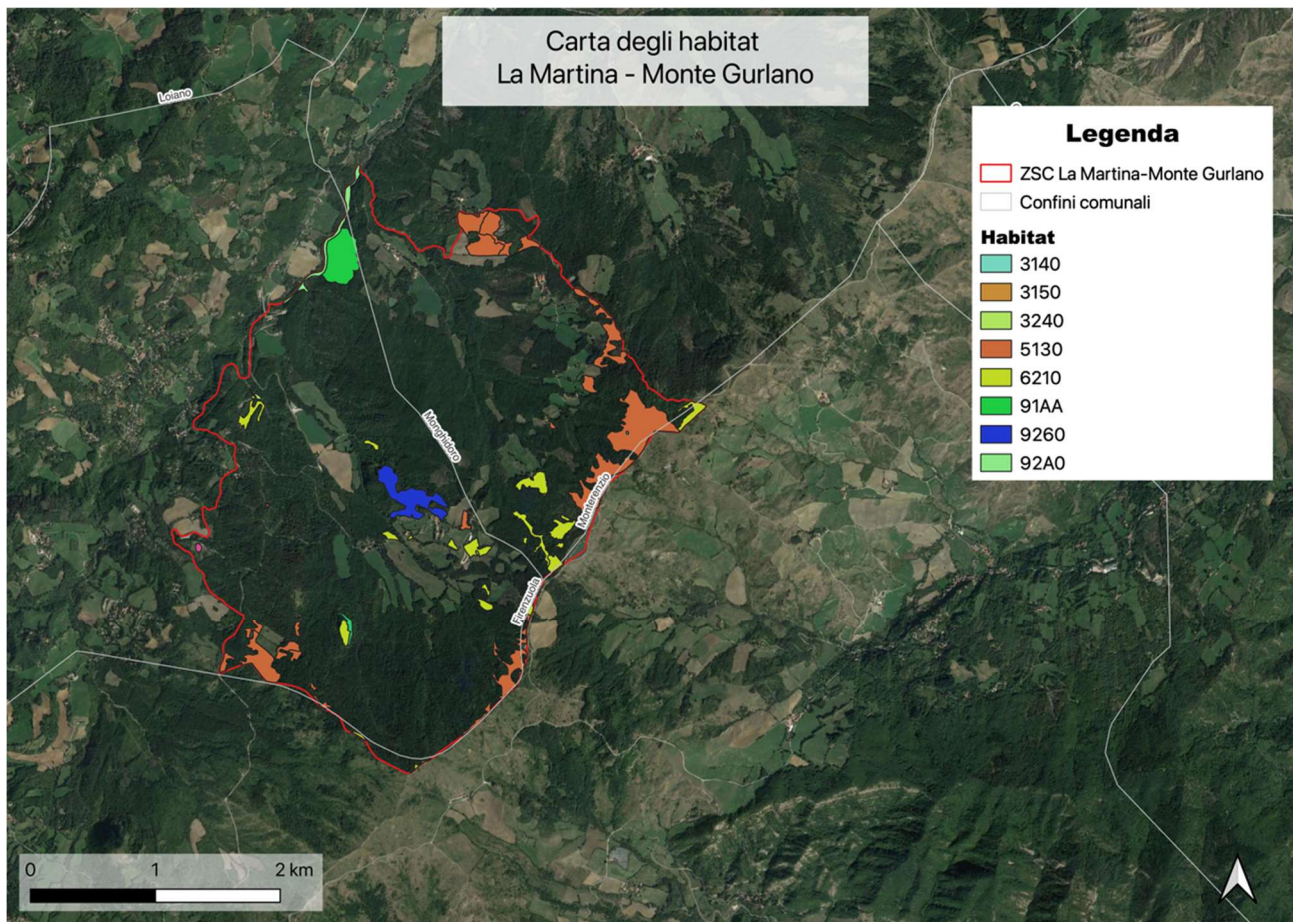 Carta degli habitat
La Martina - Monte Gurlano
Loiano
Legenda
ZSC La Martina-Monte Gurlano
Confini comunali
Habitat
3140
3150
3240
5130
6210
91AA
9260
92A0
Monghidoro
Monterenzio
Firenzuola
0 1 2 km